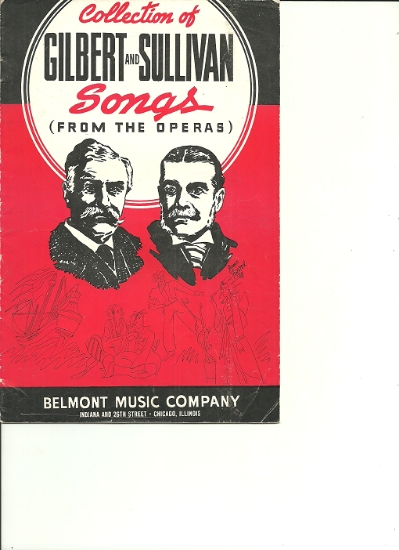 Collection of
GILBERT AND SULLIVAN
Songs
(FROM THE OPERAS)
BELMONT MUSIC COMPANY
INDIANA AND 26TH STREET - CHICAGO, ILLINOIS